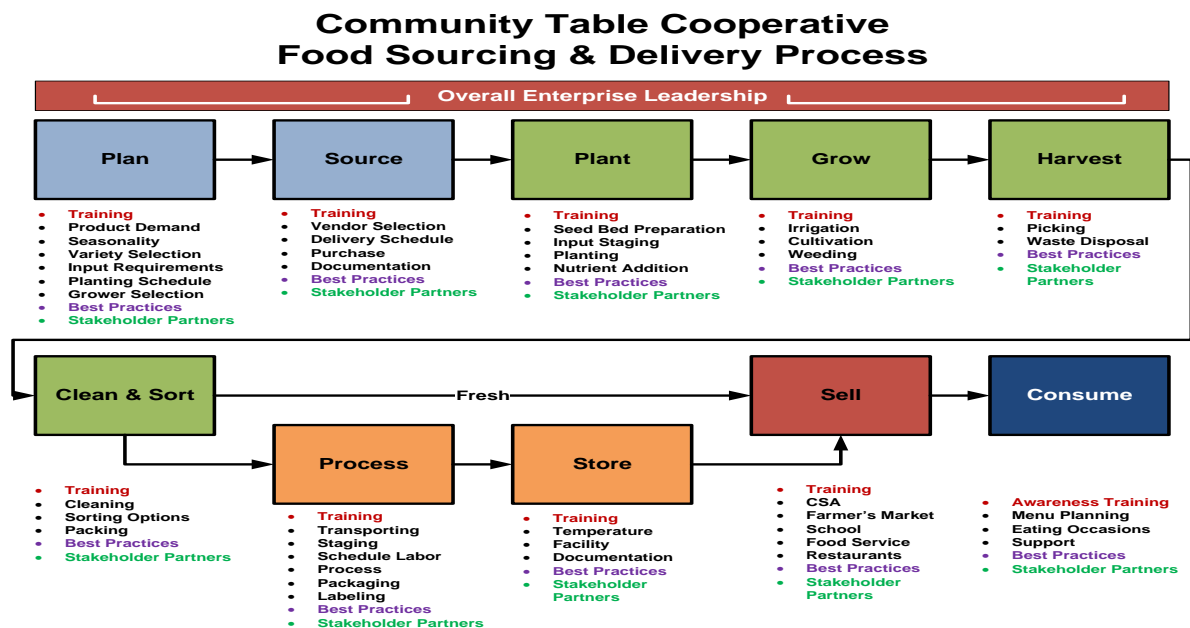 Community Table Cooperative
Food Sourcing & Delivery Process
Overall Enterprise Leadership
Plan
Source
Plant
Grow
Harvest
• Training
• Product Demand
• Seasonality
• Variety Selection
• Input Requirements
• Planting Schedule
• Grower Selection
• Best Practices
• Stakeholder Partners
• Training
• Vendor Selection
• Delivery Schedule
• Purchase
• Documentation
• Best Practices
• Stakeholder Partners
• Training
• Seed Bed Preparation
• Input Staging
• Planting
• Nutrient Addition
• Best Practices
• Stakeholder Partners
• Training
• Irrigation
• Cultivation
• Weeding
• Best Practices
• Stakeholder Partners
• Training
• Picking
• Waste Disposal
• Best Practices
• Stakeholder
Partners
Clean & Sort
Fresh
Sell
Consume
Process
Store
• Training
• Cleaning
• Sorting Options
• Packing
• Best Practices
• Stakeholder Partners
• Training
• Transporting
• Staging
• Schedule Labor
• Process
• Packaging
• Labeling
• Best Practices
• Stakeholder Partners
• Training
• Temperature
• Facility
• Documentation
• Best Practices
• Stakeholder
Partners
• Training
• CSA
• Farmer's Market
• School
• Food Service
• Restaurants
• Best Practices
• Stakeholder
Partners
• Awareness Training
• Menu Planning
• Eating Occasions
• Support
• Best Practices
• Stakeholder Partners